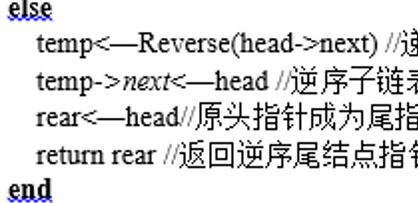 else
temp<—Reverse(head->next) //递
temp->next<—head //逆序子链表
rear<—head//原头指针成为尾指
return rear //返回逆序尾结点指针
end